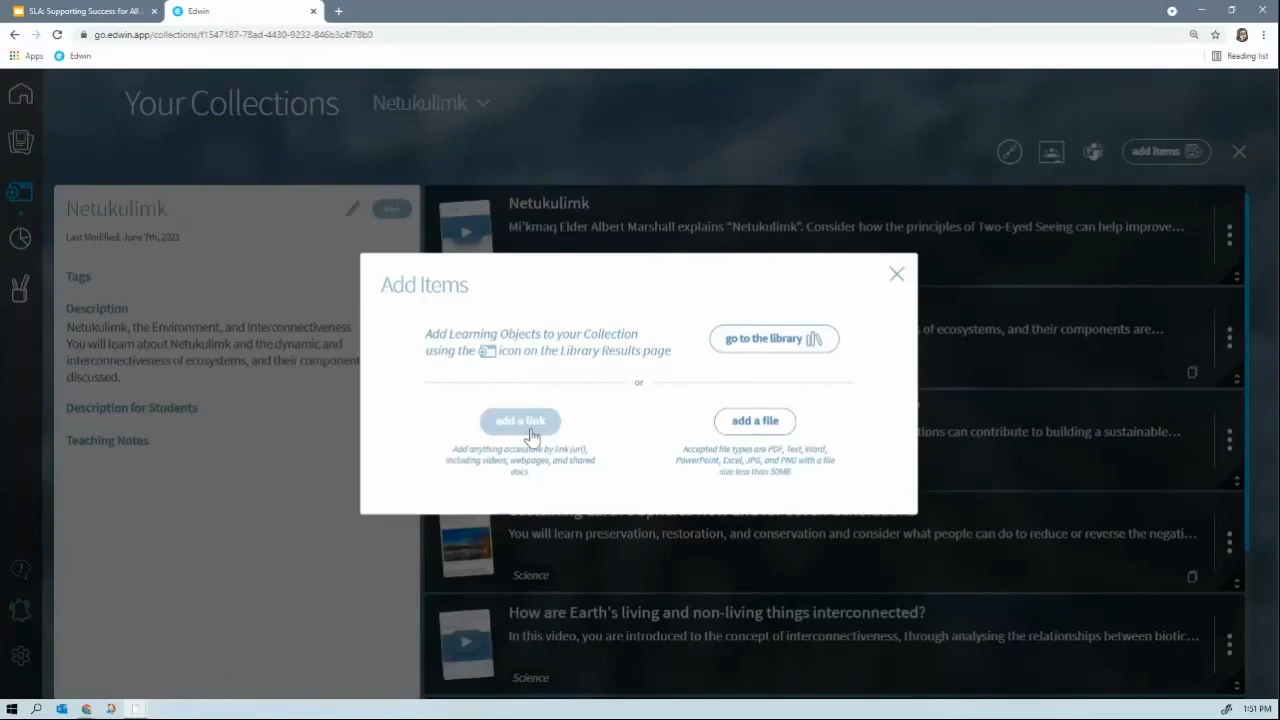 SLA: Supporting Success for All
Edwin
go.edwin.app/collections/f1547187-78ad-4430-9232-846b3c4f78b0
Apps
Edwin
Reading list
Your Collections
Netukulimk
add items
Netukulimk
Last Modified: June 7th, 2021
Tags
Description
Netukulimk, the Environment, and Interconnectiveness
You will learn about Netukulimk and the dynamic and
interconnectiveness of ecosystems, and their component
discussed.
Description for Students
Teaching Notes
Netukulimk
Mi'kmaq Elder Albert Marshall explains "Netukulimk". Consider how the principles of Two-Eyed Seeing can help improve…
of ecosystems, and their components are…
tions can contribute to building a sustainable…
You will learn preservation, restoration, and conservation and consider what people can do to reduce or reverse the negati…
Science
How are Earth's living and non-living things interconnected?
In this video, you are introduced to the concept of interconnectiveness, through analysing the relationships between biotic…
Science
Add Items
Add Learning Objects to your Collection
using the icon on the Library Results page
go to the library
or
add a link
Add anything accessible by link (url),
including videos, webpages, and shared
docs.
add a file
Accepted file types are PDF, Text, Word,
PowerPoint, Excel, JPG, and PNG with a file
size less than 50MB
1:51 PM